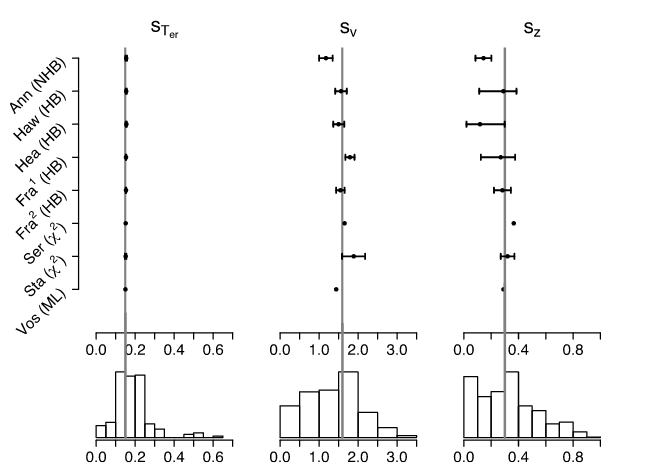 S_Ter S_v S_z
Ann (NHB)
Haw (HB)
Hea (HB)
Fra¹ (HB)
Fra² (HB)
Ser (χ²)
Sta (χ²)
Vos (ML)
0.0 0.2 0.4 0.6 0.0 1.0 2.0 3.0 0.0 0.4 0.8
0.0 0.2 0.4 0.6 0.0 1.0 2.0 3.0 0.0 0.4 0.8